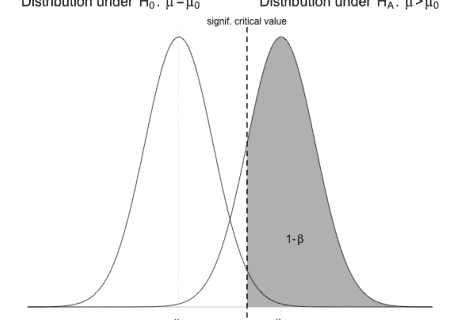 Distribution under H₀: μ=μ₀ Distribution under Hₐ: μ>μ₀
signif. critical value
1-β